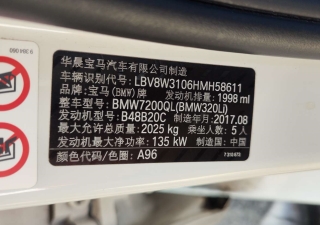 华晨宝马汽车有限公司制造
车辆识别代号: LBV8W3106HMH58611
品牌: 宝马(BMW)牌 发动机排量: 1998 ml
整车型号: BMW7200QL(BMW320Li)
发动机型号: B48B20C 制造年月: 2017.08
最大允许总质量: 2025 kg 乘坐人数: 5人
发动机最大净功率: 135 kW 制造国: 中国
颜色代码/色圈: A96